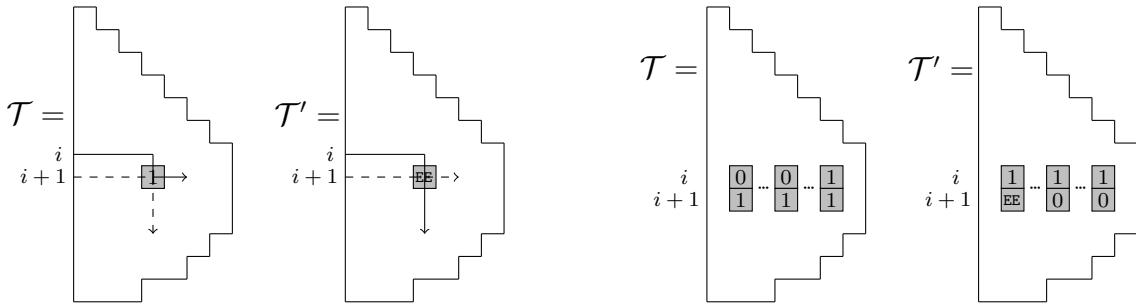 𝒯 =
i
i + 1
1
𝒯′ =
i
i + 1
EE
𝒯 =
i
i + 1
0 ... 0 ... 1
1 1 1
𝒯′ =
i
i + 1
1 ... 1 ... 1
EE 0 0